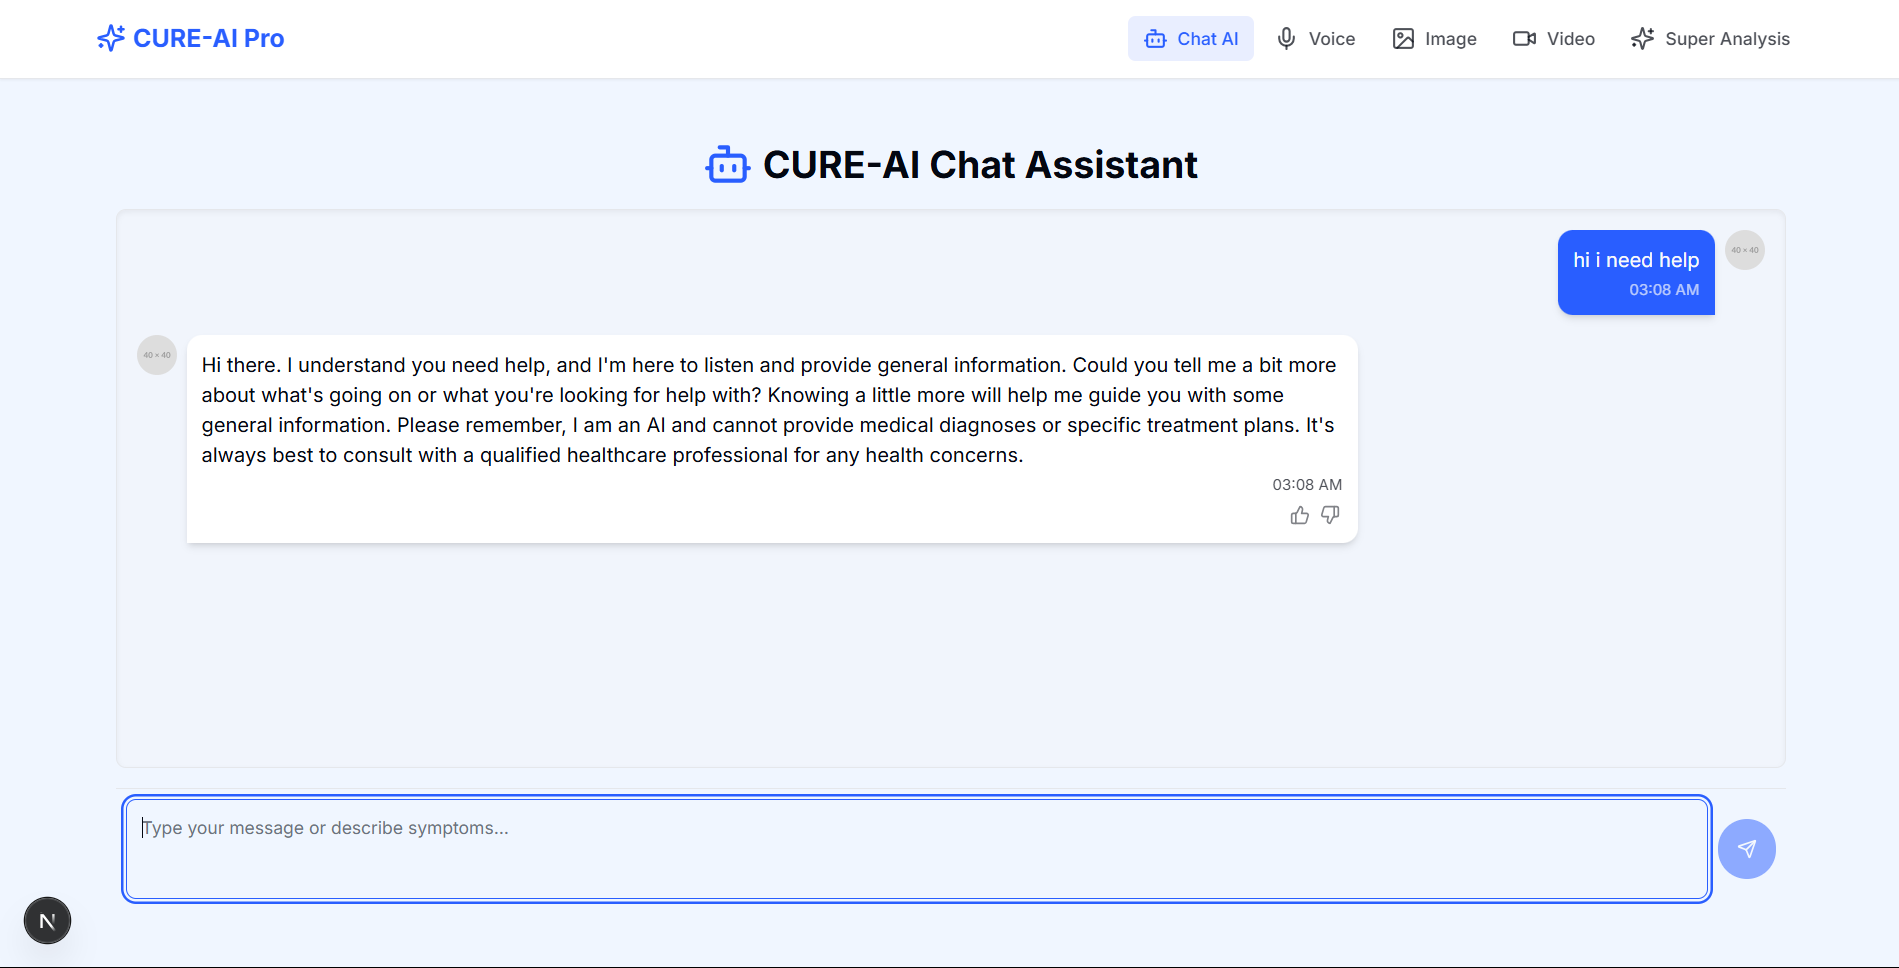 CURE-AI Pro
Chat AI
Voice
Image
Video
Super Analysis
CURE-AI Chat Assistant
hi i need help
03:08 AM
40 × 40
40 × 40
Hi there. I understand you need help, and I'm here to listen and provide general information. Could you tell me a bit more
about what's going on or what you're looking for help with? Knowing a little more will help me guide you with some
general information. Please remember, I am an AI and cannot provide medical diagnoses or specific treatment plans. It's
always best to consult with a qualified healthcare professional for any health concerns.
03:08 AM
Type your message or describe symptoms...
N